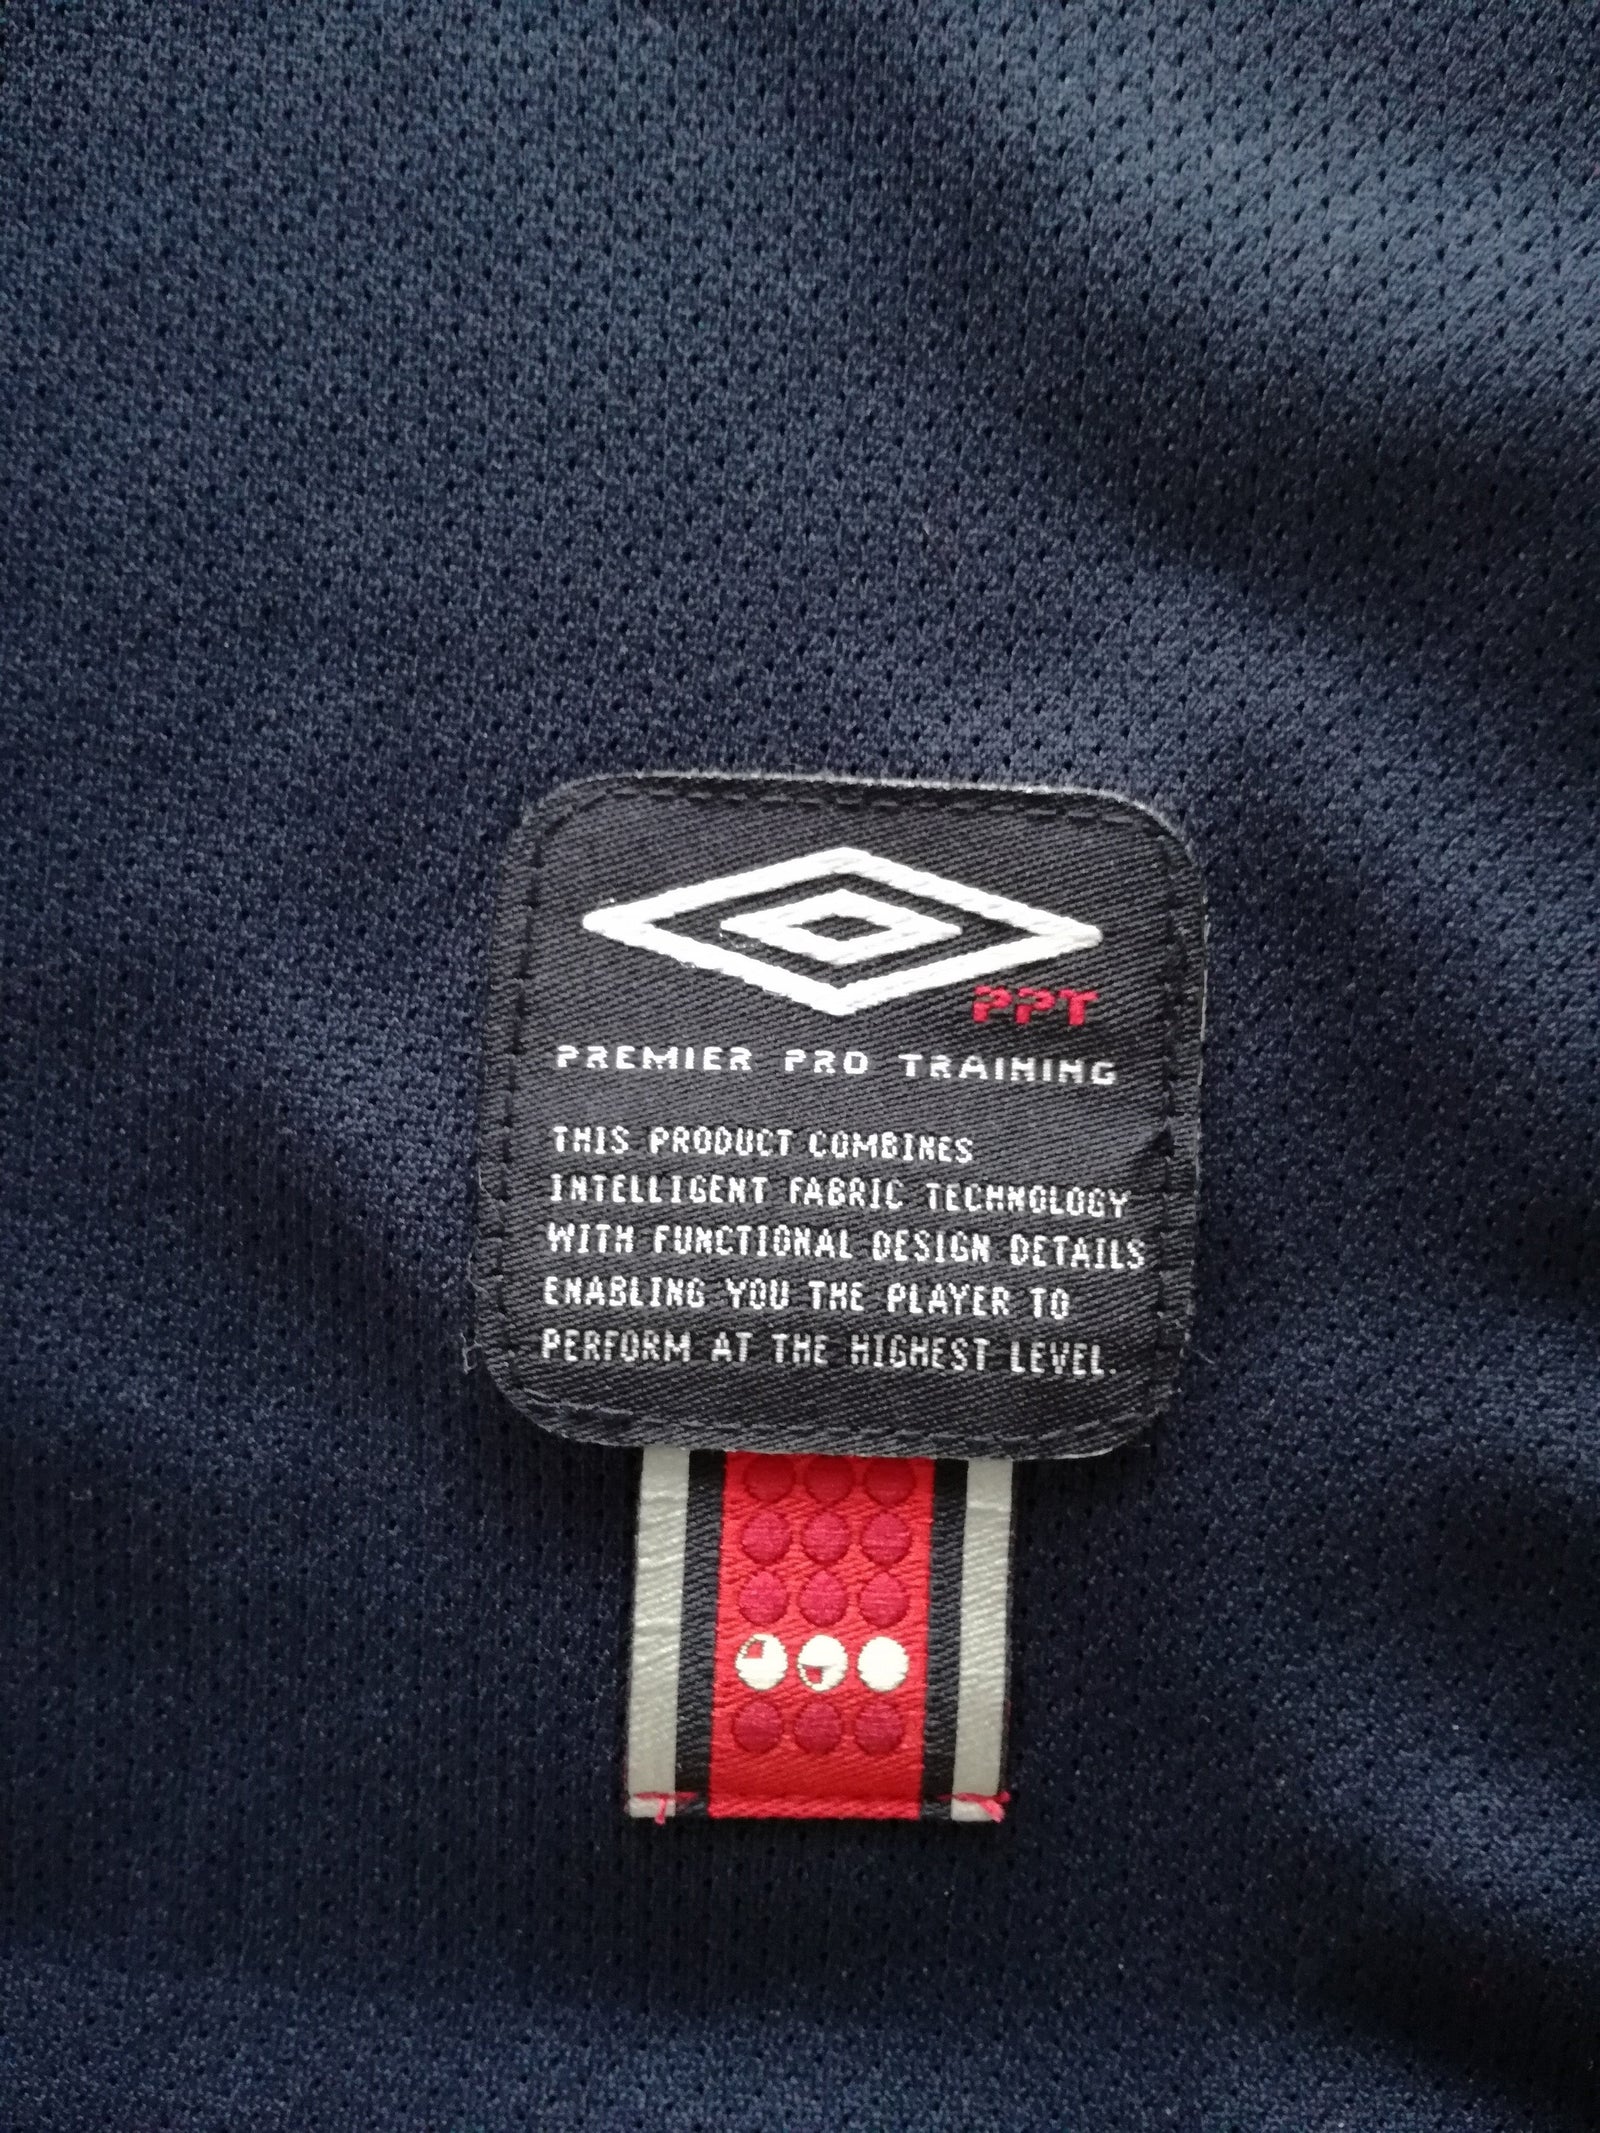 PPT
PREMIER PRO TRAINING
THIS PRODUCT COMBINES
INTELLIGENT FABRIC TECHNOLOGY
WITH FUNCTIONAL DESIGN DETAILS
ENABLING YOU THE PLAYER TO
PERFORM AT THE HIGHEST LEVEL.